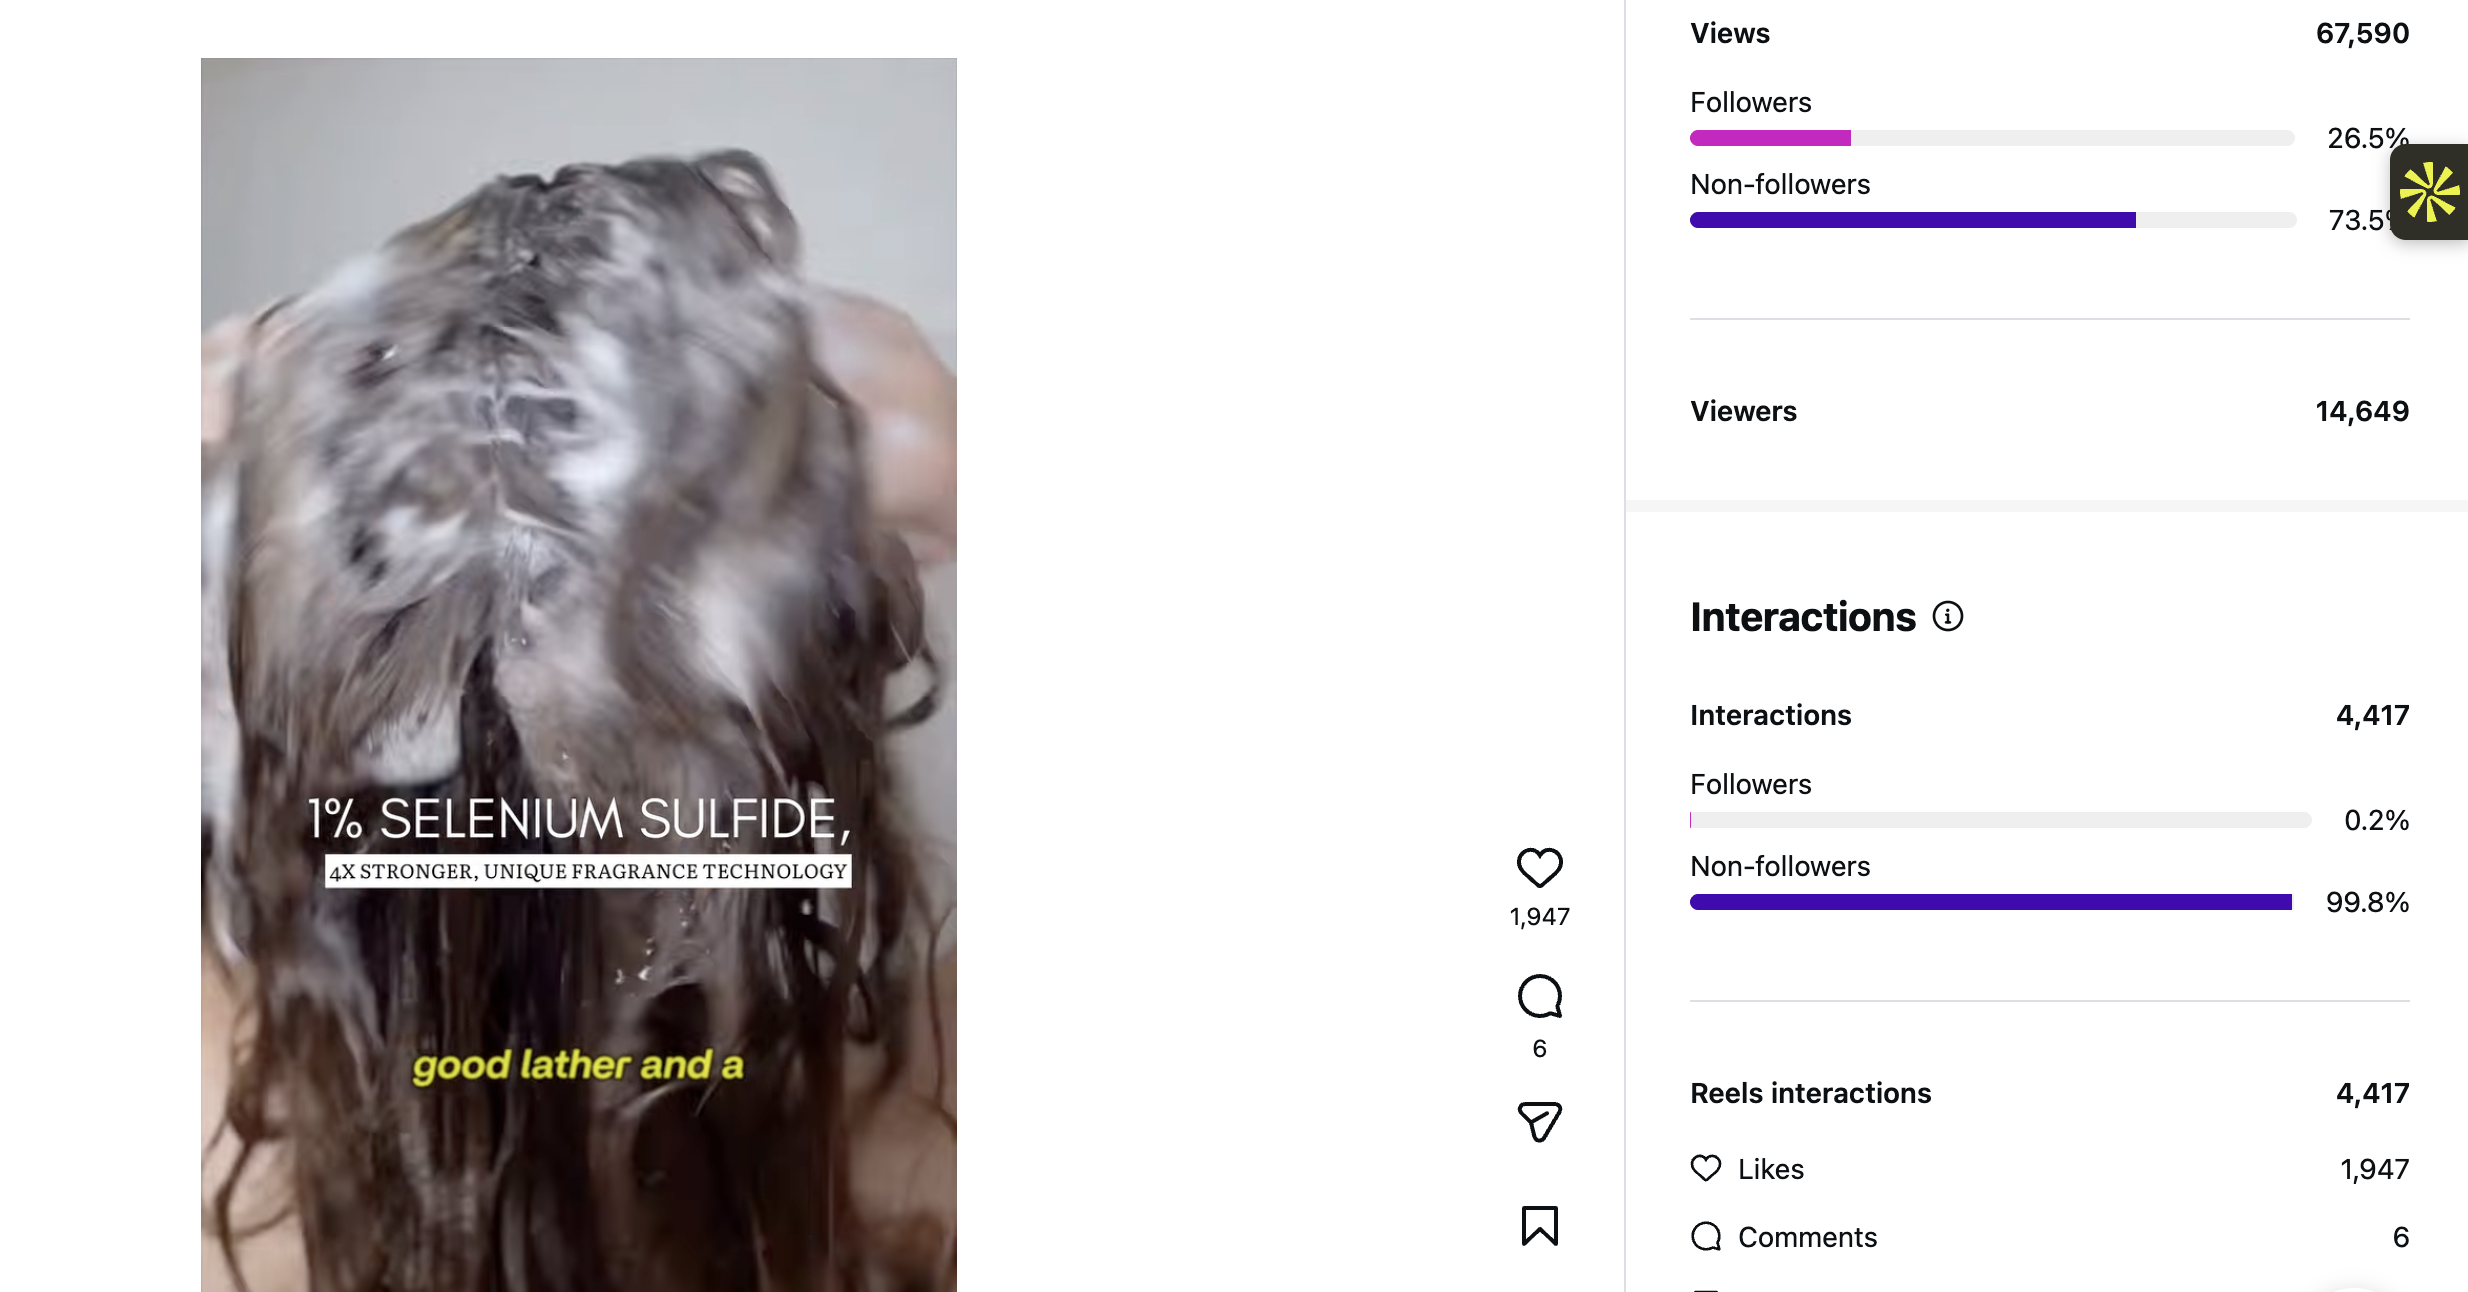 1% SELENIUM SULFIDE,
4X STRONGER, UNIQUE FRAGRANCE TECHNOLOGY
good lather and a
1,947
6
Views 67,590
Followers
26.5%
Non-followers
73.5%
Viewers 14,649
Interactions
Interactions 4,417
Followers
0.2%
Non-followers
99.8%
Reels interactions 4,417
Likes 1,947
Comments 6